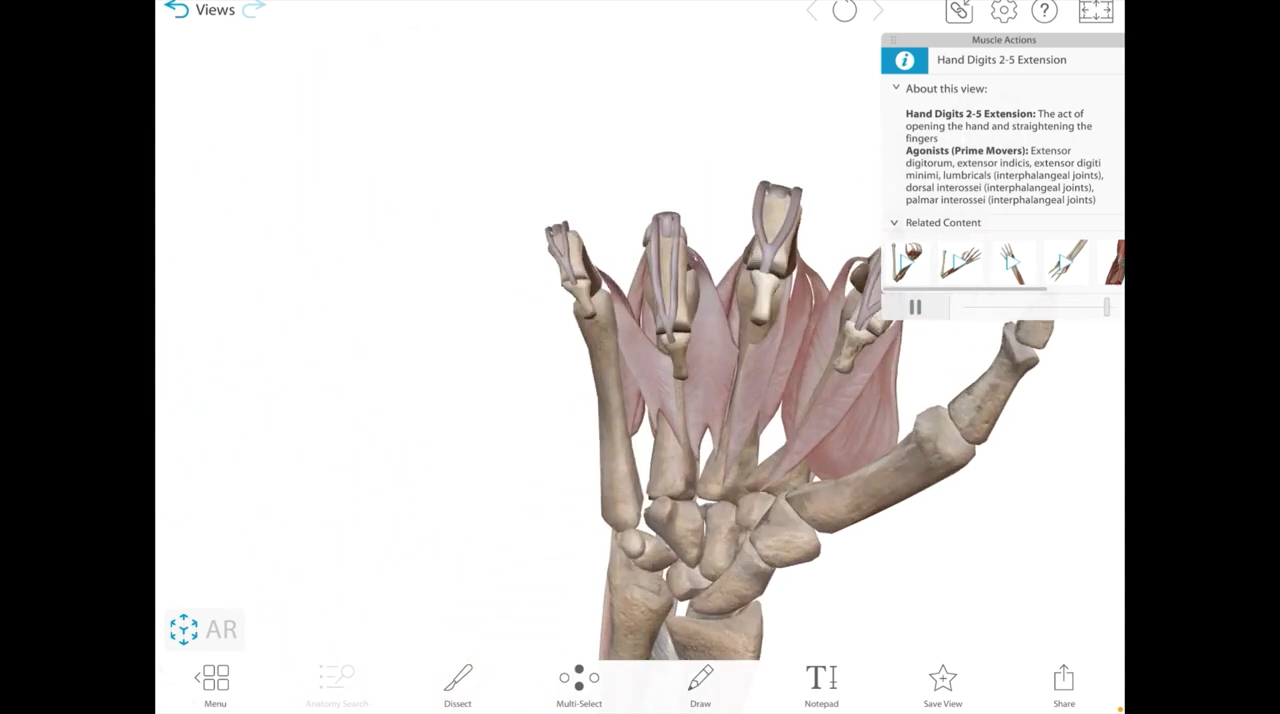 Views
Muscle Actions
Hand Digits 2-5 Extension
About this view:
Hand Digits 2-5 Extension: The act of
opening the hand and straightening the
fingers
Agonists (Prime Movers): Extensor
digitorum, extensor indicis, extensor digiti
minimi, lumbricals (interphalangeal joints),
dorsal interossei (interphalangeal joints),
palmar interossei (interphalangeal joints)
Related Content
AR
Menu
Anatomy Search
Dissect
Multi-Select
Draw
Notepad
Save View
Share